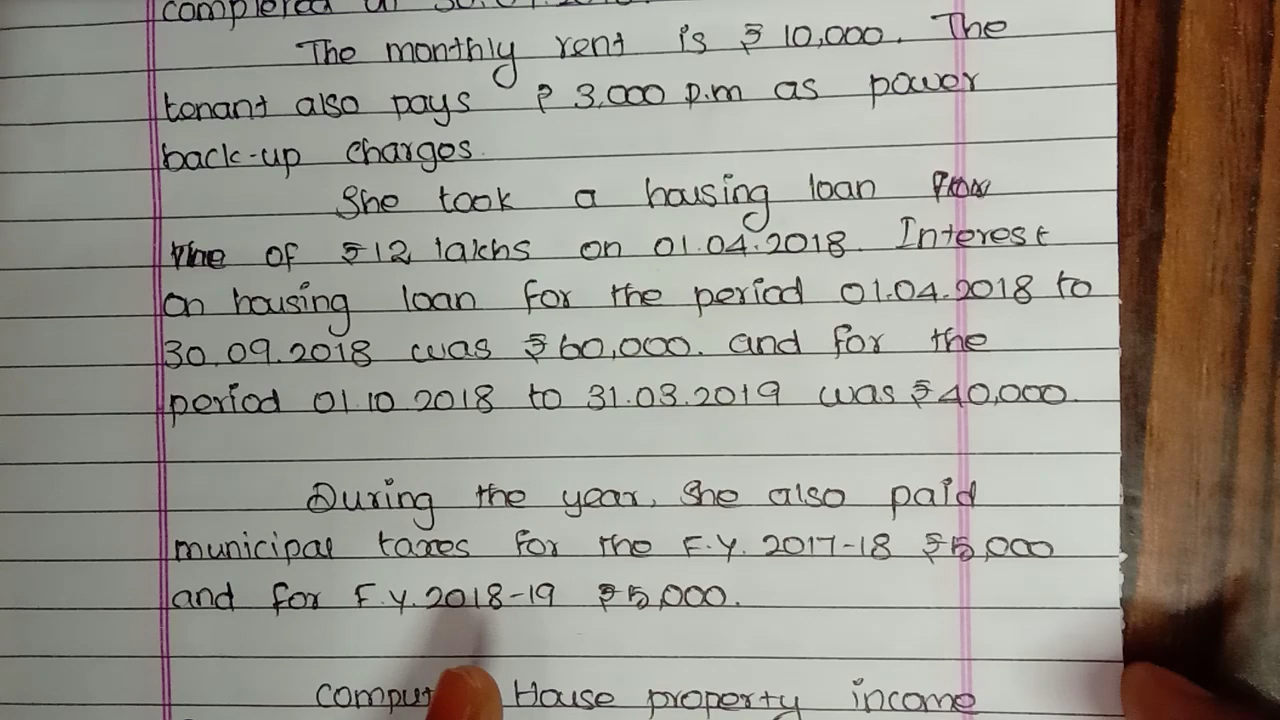 completed
The monthly rent is ₹ 10,000. The
tenant also pays ₹ 3,000 p.m as power
back-up charges.
She took a housing loan
of ₹12 lakhs on 01.04.2018. Interest
on housing loan for the period 01.04.2018 to
30.09.2018 was ₹60,000. and for the
period 01.10 2018 to 31.03.2019 was ₹40,000.
During the year, she also paid
municipal taxes for the F.Y. 2017-18 ₹5,000
and for F.Y.2018-19 ₹5,000.
House property income